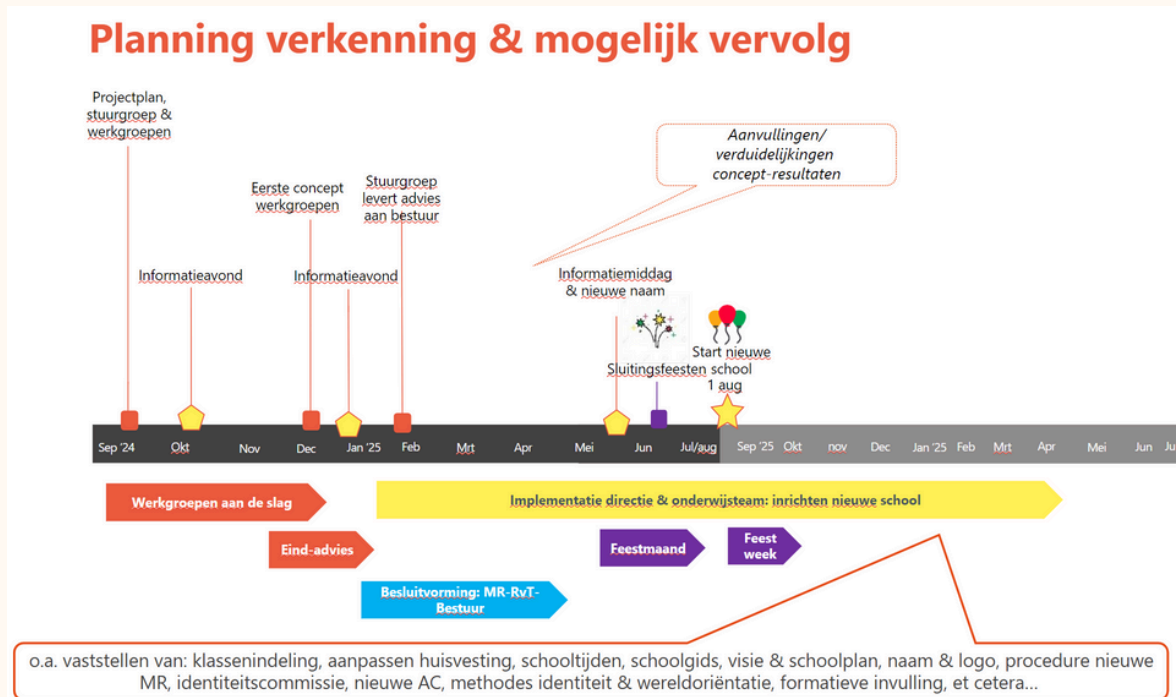 Planning verkenning & mogelijk vervolg
Projectplan,
stuurgroep &
werkgroepen
Aanvullingen/
verduidelijkingen
concept-resultaten
Eerste concept
werkgroepen
Stuurgroep
levert advies
aan bestuur
Informatieavond
Informatieavond
Informatiemiddag
& nieuwe naam
Sluitingsfeesten
Start nieuwe
school
1 aug
Sep '24 Okt Nov Dec Jan '25 Feb Mrt Apr Mei Jun Jul/aug Sep '25 Okt nov Dec Jan '25 Feb Mrt Apr Mei Jun Ju
Werkgroepen aan de slag
Implementatie directie & onderwijsteam: inrichten nieuwe school
Eind-advies
Feestmaand
Feest
week
Besluitvorming: MR-RvT-
Bestuur
o.a. vaststellen van: klassenindeling, aanpassen huisvesting, schooltijden, schoolgids, visie & schoolplan, naam & logo, procedure nieuwe
MR, identiteitscommissie, nieuwe AC, methodes identiteit & wereldoriëntatie, formatieve invulling, et cetera...